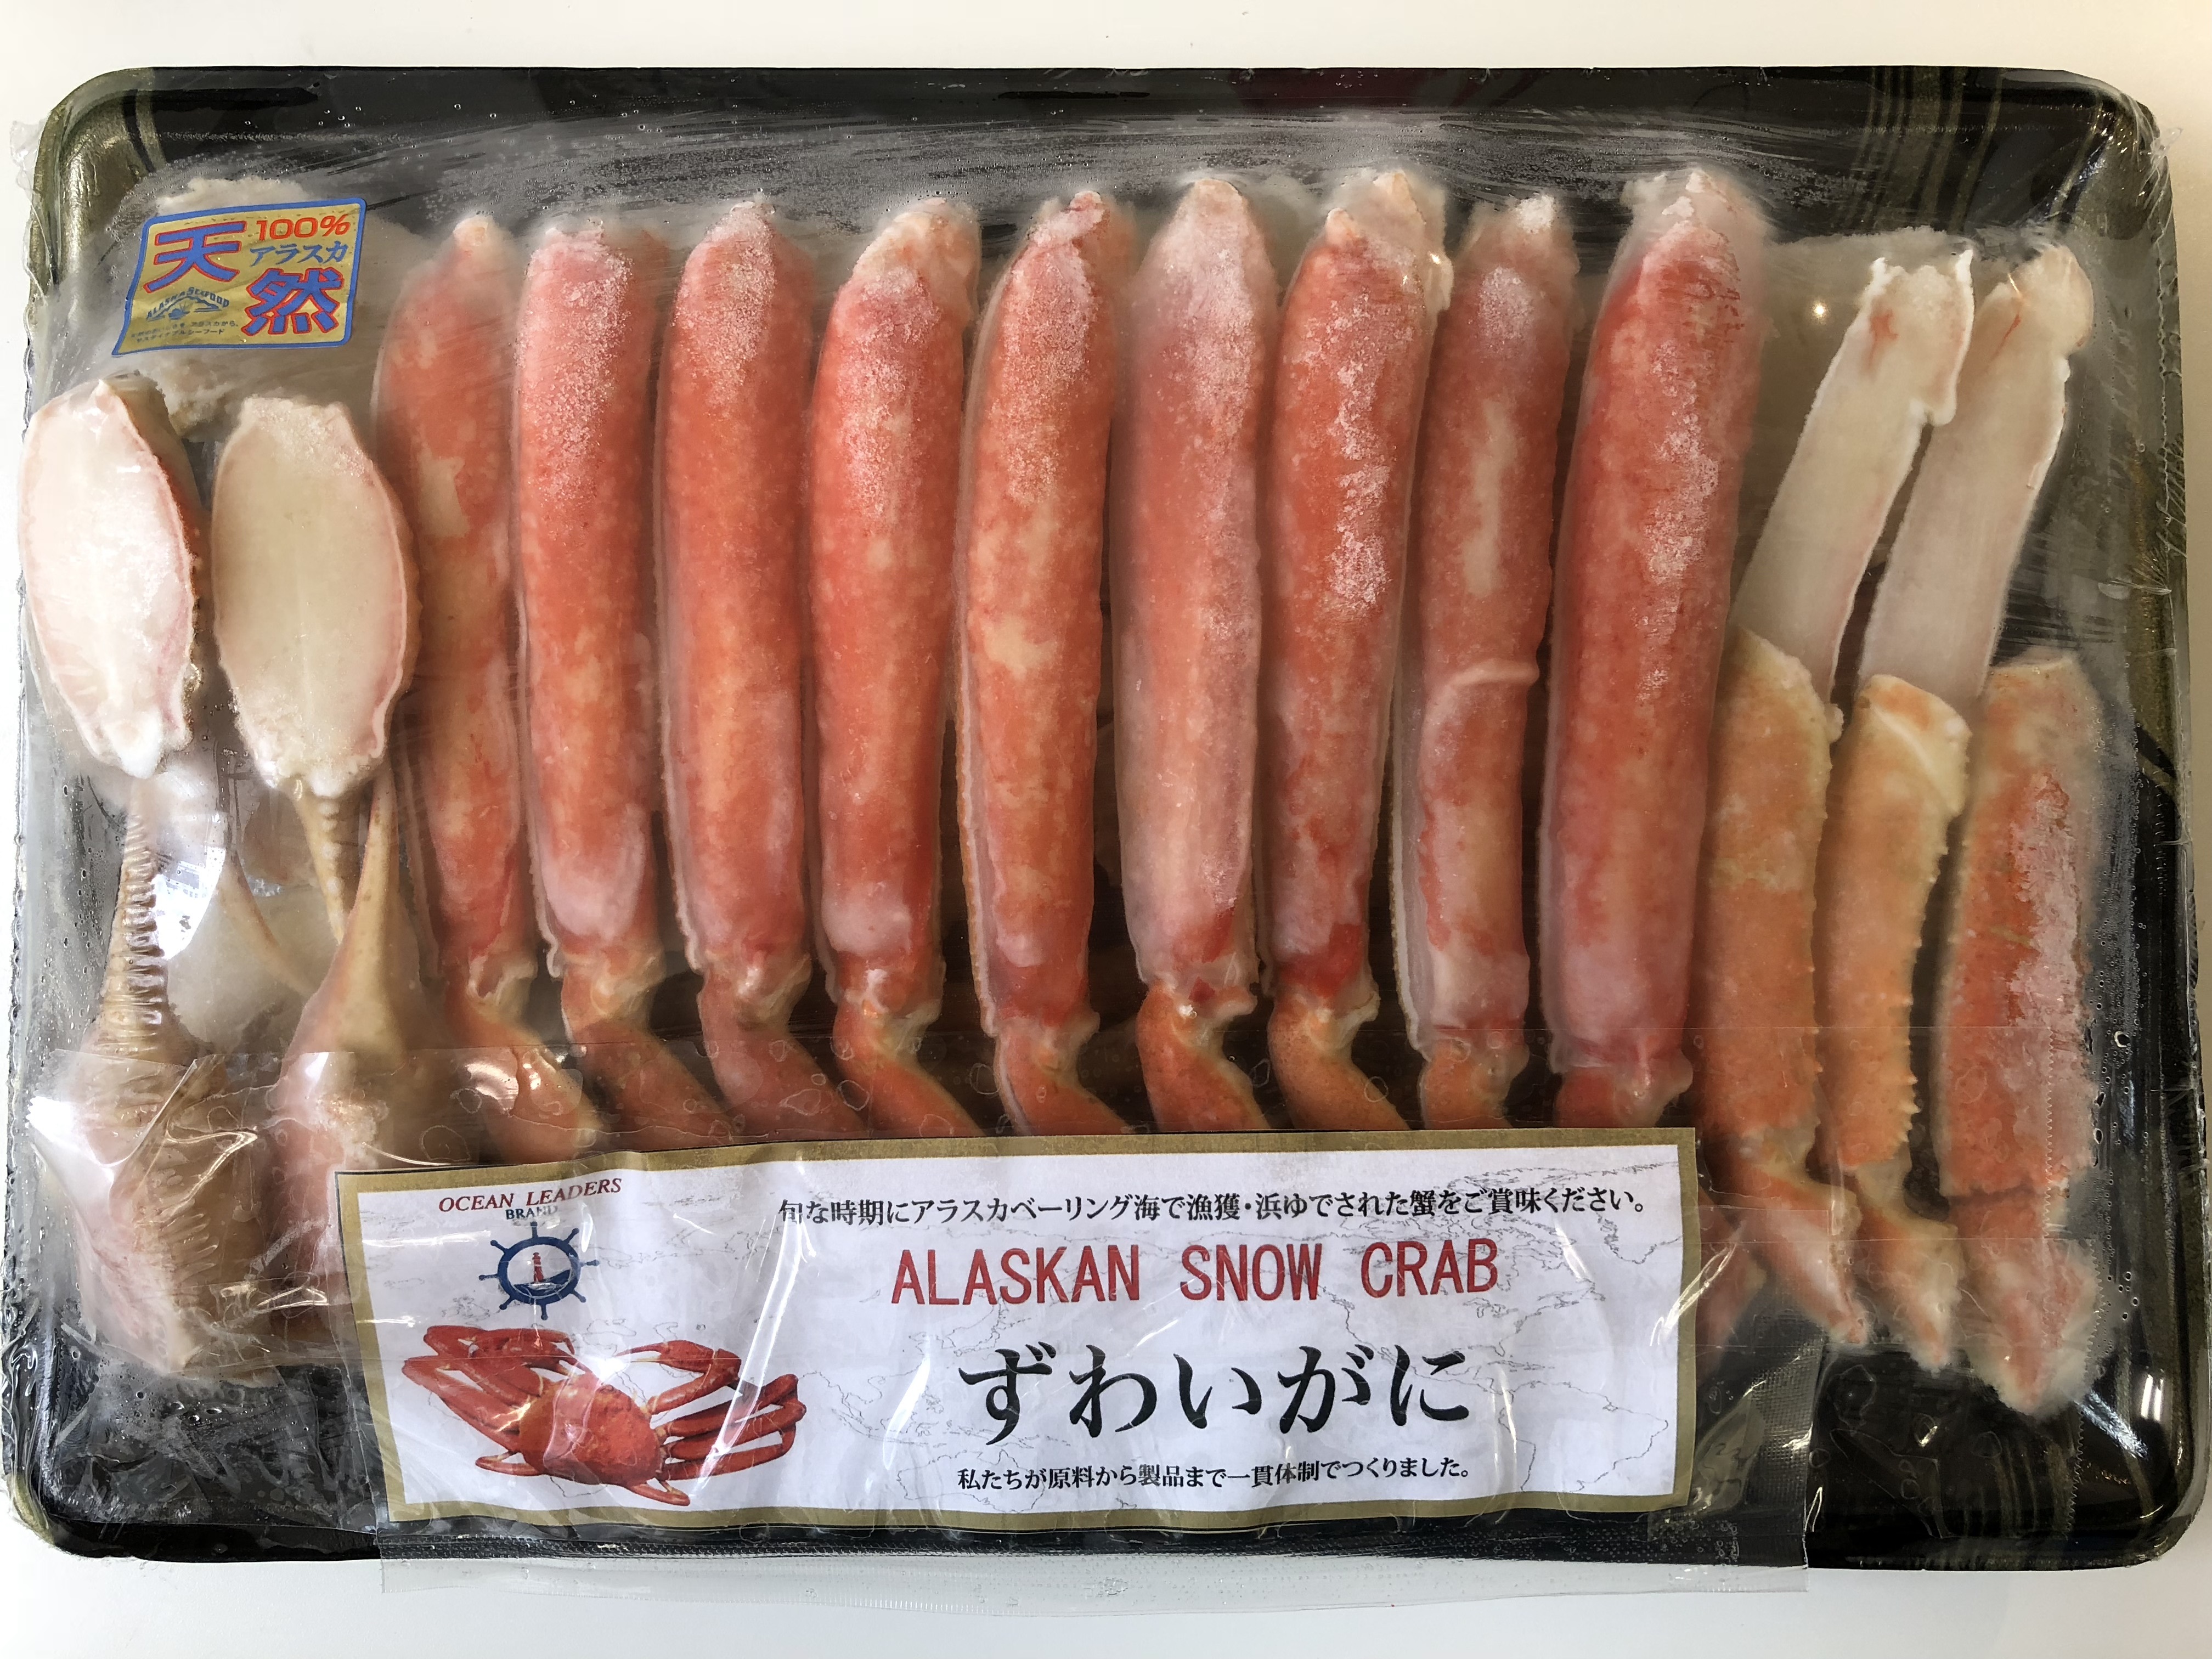 100%
アラスカ
天然
ALASKA SEAFOOD
OCEAN LEADERS
BRAND
旬な時期にアラスカベーリング海で漁獲・浜ゆでされた蟹をご賞味ください。
ALASKAN SNOW CRAB
ずわいがに
私たちが原料から製品まで一貫体制でつくりました。